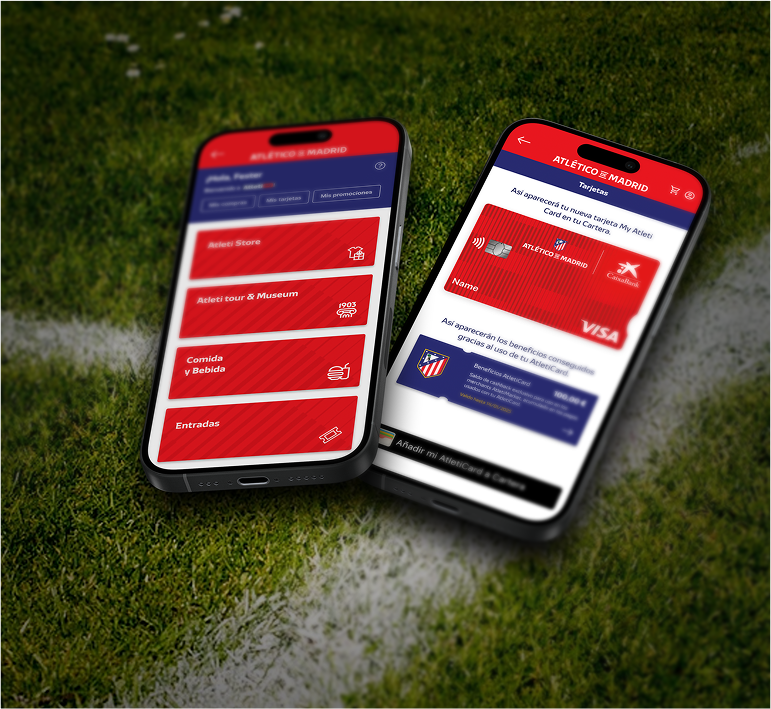 ATLÉTICO DE MADRID
¡Hola, Foster
Bienvenido a
Mis compras
Mis tarjetas
Mis promociones
Atleti Store
Atleti tour & Museum
1903
Comida
y Bebida
Entradas
ATLÉTICO DE MADRID
Tarjetas
Así aparecerá tu nueva tarjeta My Atleti
Card en tu Cartera.
ATLÉTICO DE MADRID
CaixaBank
Name
VISA
Así aparecerán los beneficios conseguidos
gracias al uso de tu AtletiCard.
Beneficios AtletiCard
100,00 €
Añadir mi AtletiCard a Cartera